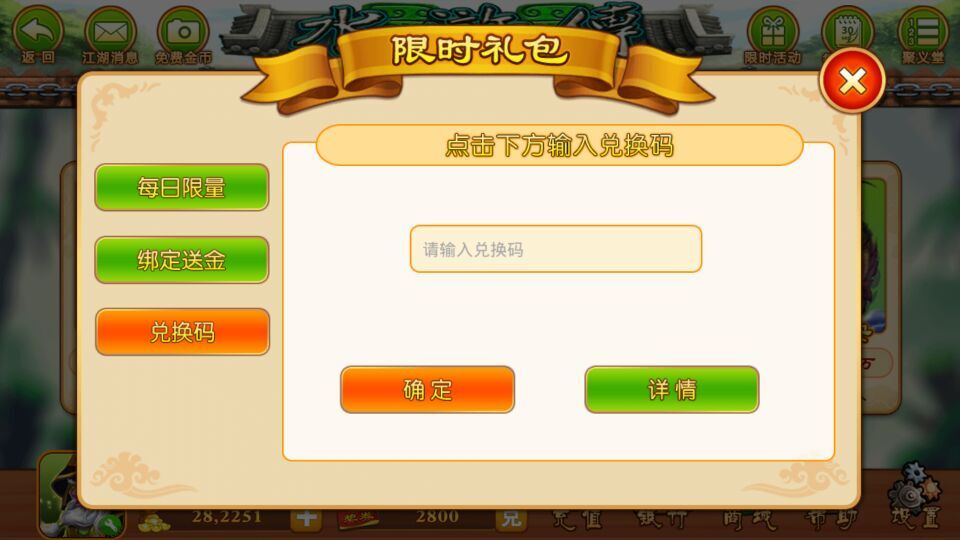 水滸傳
限时礼包
返回
江湖消息
免费金币
限时活动
聚义堂
点击下方输入兑换码
每日限量
绑定送金
兑换码
请输入兑换码
确定
详情
28,2251
2800
兑
充值
银行
商城
帮助
设置